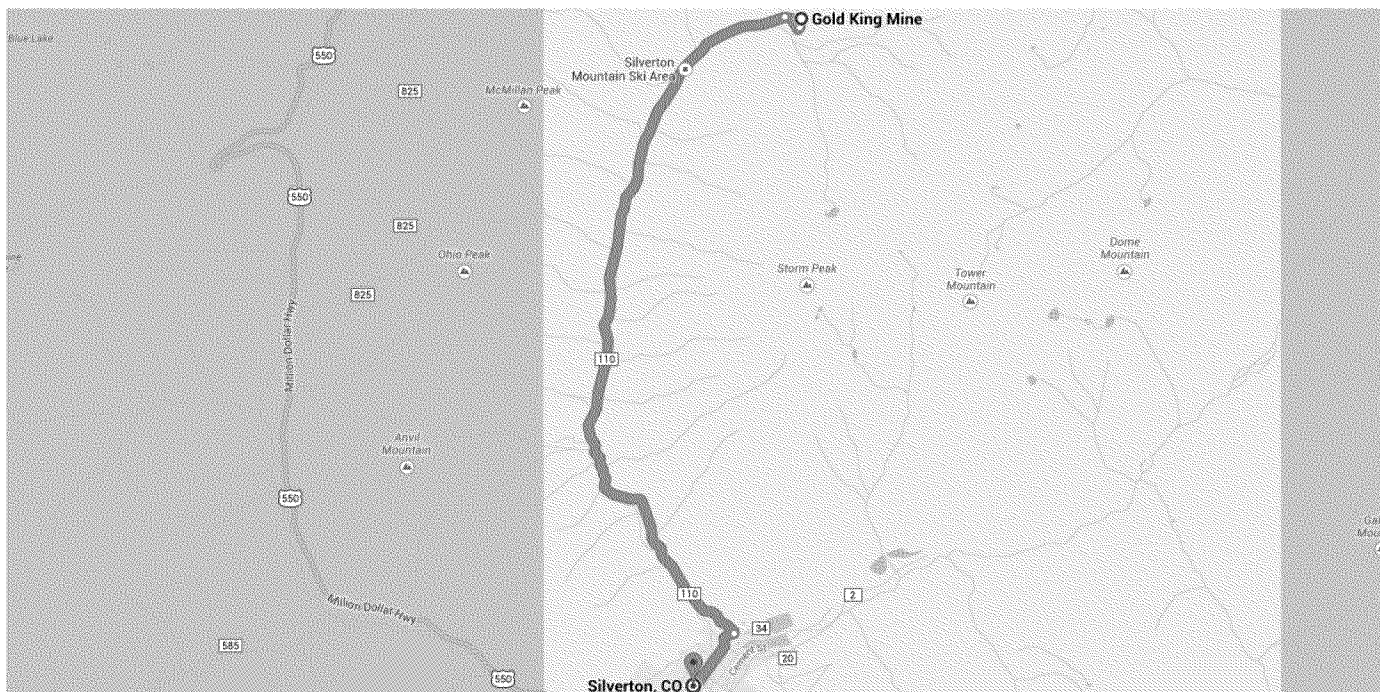 Gold King Mine
Blue Lake
550
Silverton
Mountain Ski Area
825
McMillan Peak
550
825
Ohio Peak
Storm Peak
Dome
Mountain
Tower
Mountain
825
Million Dollar Hwy
110
Anvil
Mountain
550
110
2
Million Dollar Hwy
34
Cement St
585
20
550
Silverton, CO